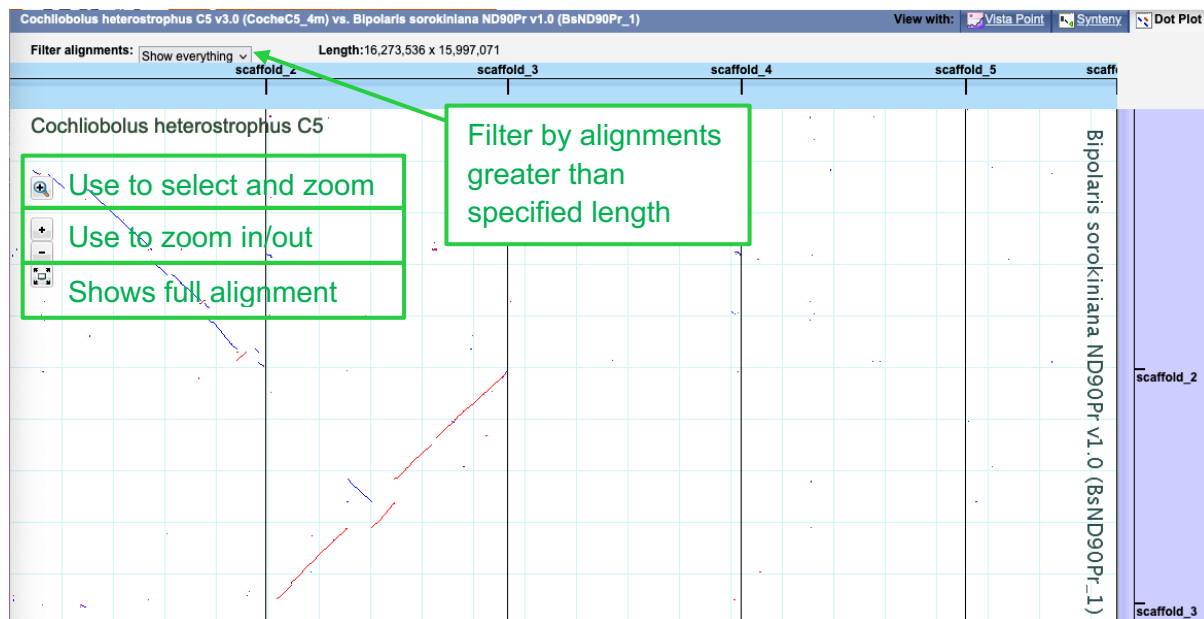 Cochliobolus heterostrophus C5 v3.0 (CocheC5_4m) vs. Bipolaris sorokiniana ND90Pr v1.0 (BsND90Pr_1)
View with: Vista Point Synteny Dot Plot
Filter alignments: Show everything Length:16,273,536 x 15,997,071
scaffold_2 scaffold_3 scaffold_4 scaffold_5 scaffo
Cochliobolus heterostrophus C5
Filter by alignments
greater than
specified length
Use to select and zoom
Use to zoom in/out
Shows full alignment
Bipolaris sorokiniana ND90Pr v1.0 (BsND90Pr_1)
scaffold_2
scaffold_3